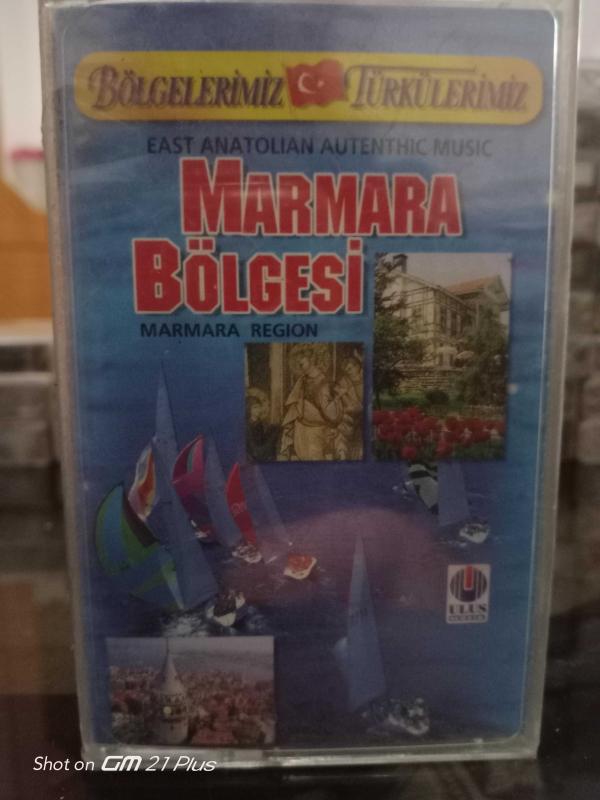 BÖLGELERİMİZ TÜRKÜLERİMİZ
EAST ANATOLIAN AUTENTHIC MUSIC
MARMARA
BÖLGESİ
MARMARA REGION
ULUS
Shot on GM 21 Plus